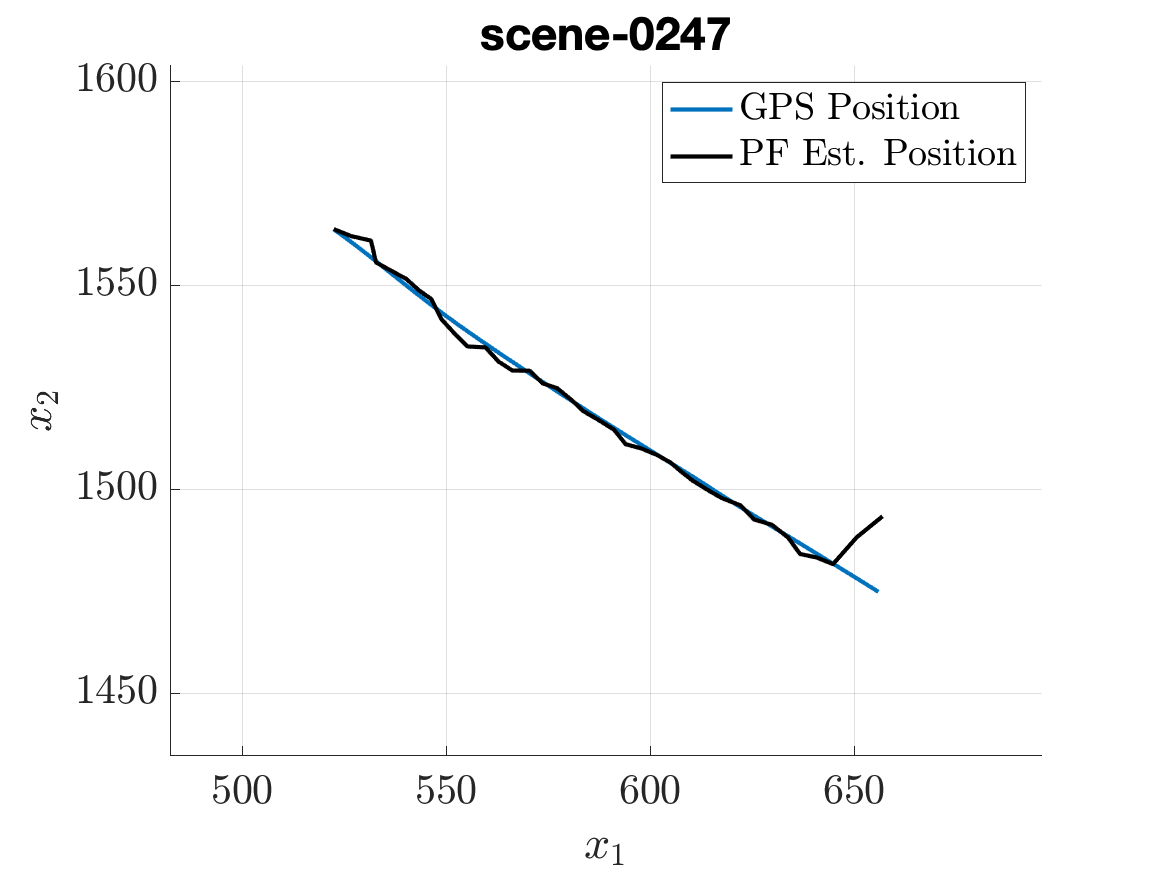 scene-0247
1600
GPS Position
PF Est. Position
1550
x₂
1500
1450
500 550 600 650
x₁